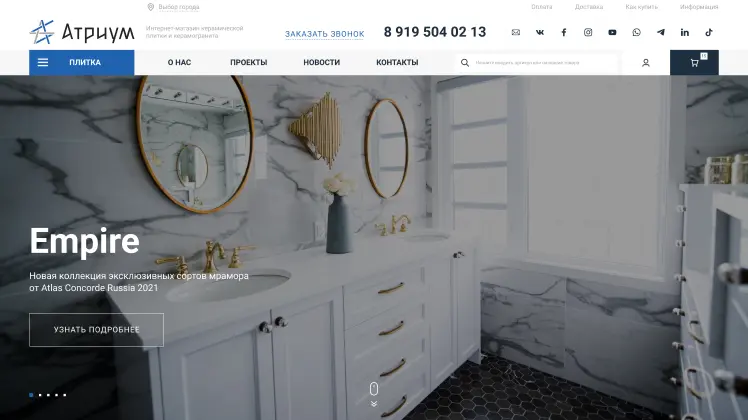 Выбор города
Оплата
Доставка
Как купить
Информация
Атриум
Интернет-магазин керамической
плитки и керамогранита
ЗАКАЗАТЬ ЗВОНОК
8 919 504 02 13
ПЛИТКА
О НАС
ПРОЕКТЫ
НОВОСТИ
КОНТАКТЫ
Начните вводить артикул или название товара
Empire
Новая коллекция эксклюзивных сортов мрамора
от Atlas Concorde Russia 2021
УЗНАТЬ ПОДРОБНЕЕ